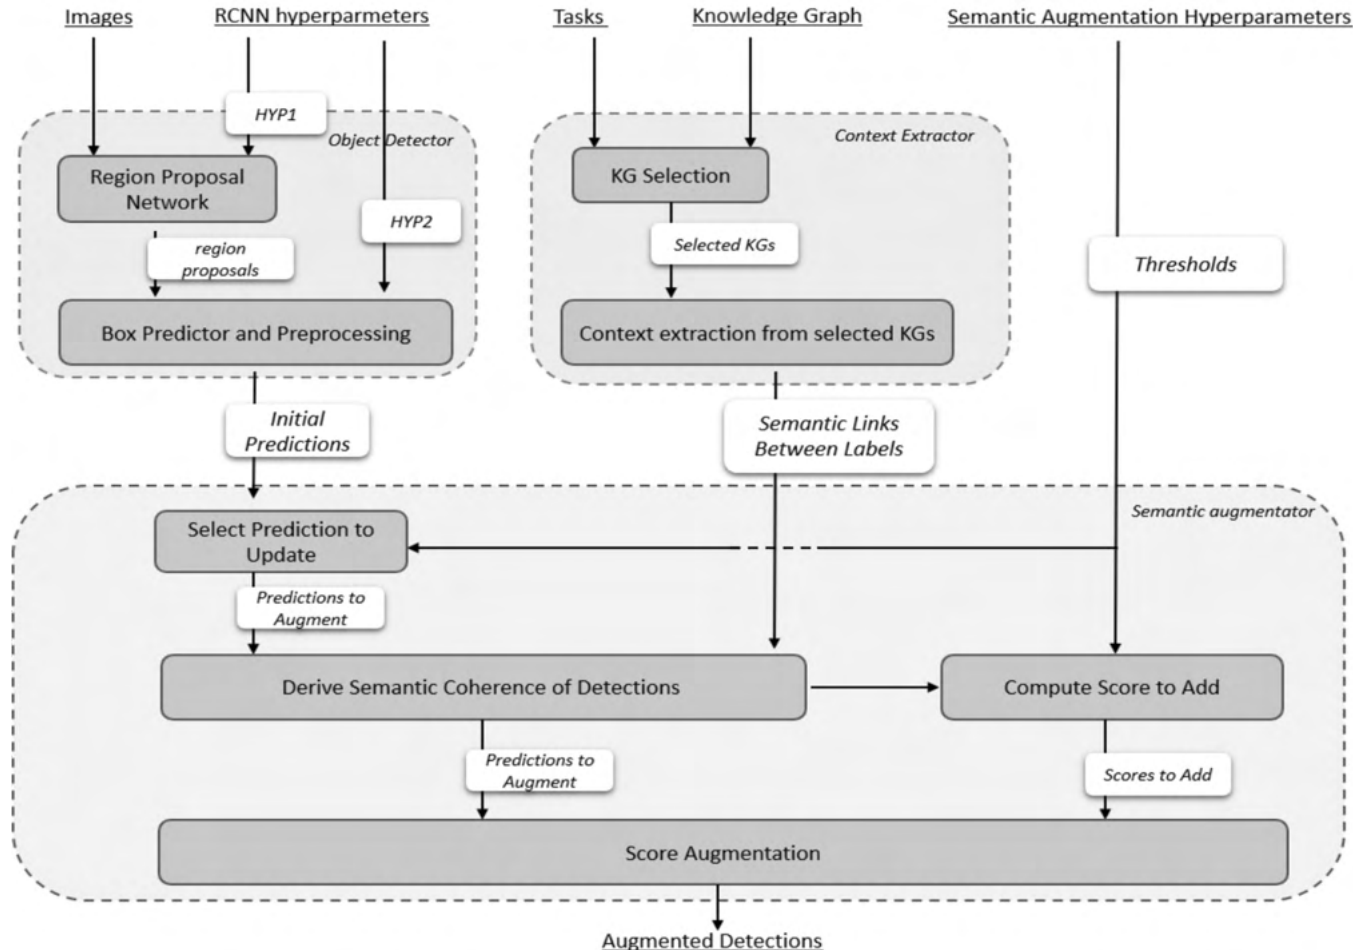 Images
RCNN hyperparmeters
Tasks
Knowledge Graph
Semantic Augmentation Hyperparameters
HYP1
Object Detector
Context Extractor
Region Proposal
Network
KG Selection
HYP2
region
proposals
Selected KGs
Thresholds
Box Predictor and Preprocessing
Context extraction from selected KGs
Initial
Predictions
Semantic Links
Between Labels
Semantic augmentator
Select Prediction to
Update
Predictions to
Augment
Derive Semantic Coherence of Detections
Compute Score to Add
Predictions to
Augment
Scores to Add
Score Augmentation
Augmented Detections